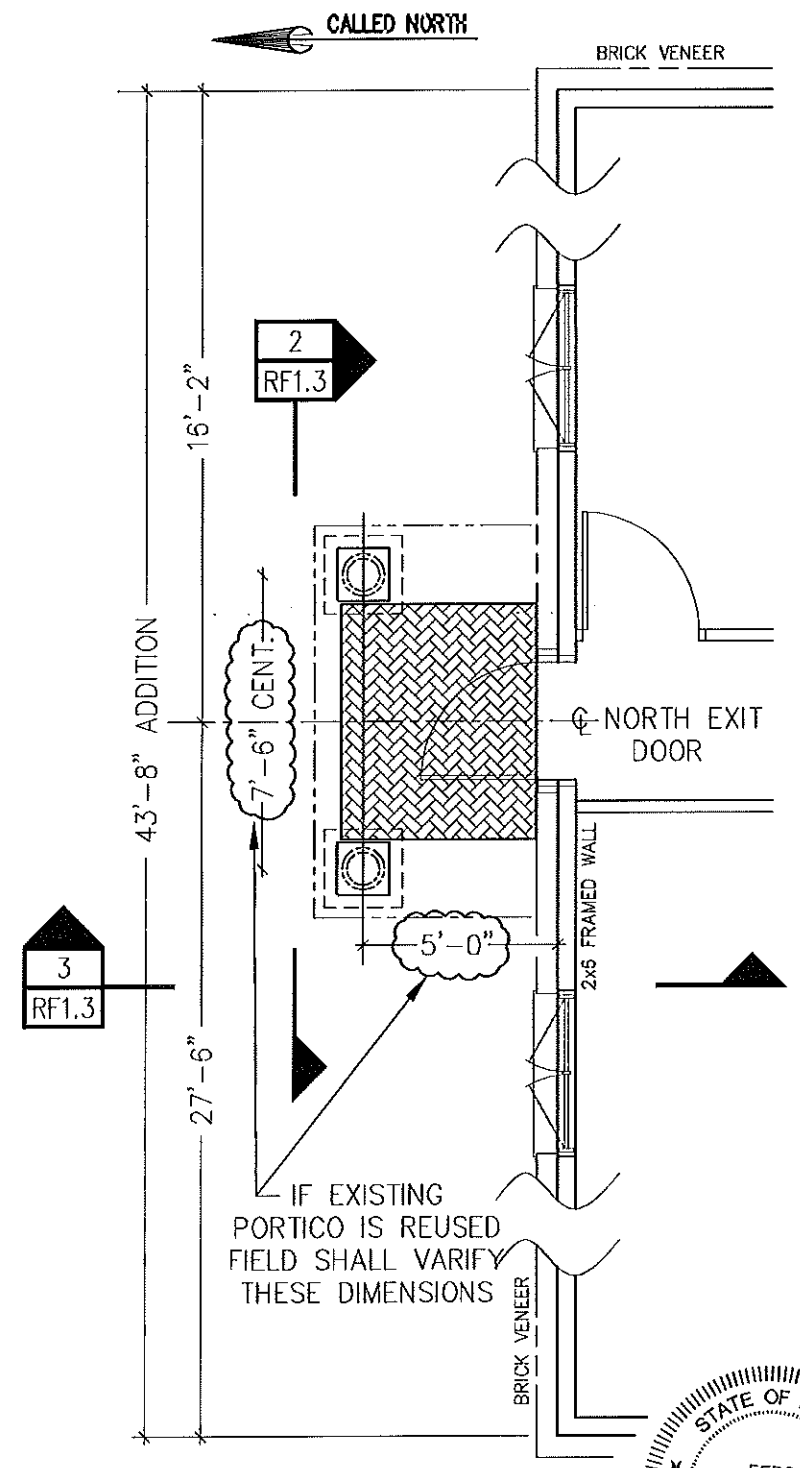 CALLED NORTH
BRICK VENEER
2
RF1.3
16'-2"
43'-8" ADDITION
7'-6" CENT.
℄ NORTH EXIT
DOOR
5'-0"
2x6 FRAMED WALL
3
RF1.3
27'-6"
IF EXISTING
PORTICO IS REUSED
FIELD SHALL VARIFY
THESE DIMENSIONS
BRICK VENEER
STATE OF